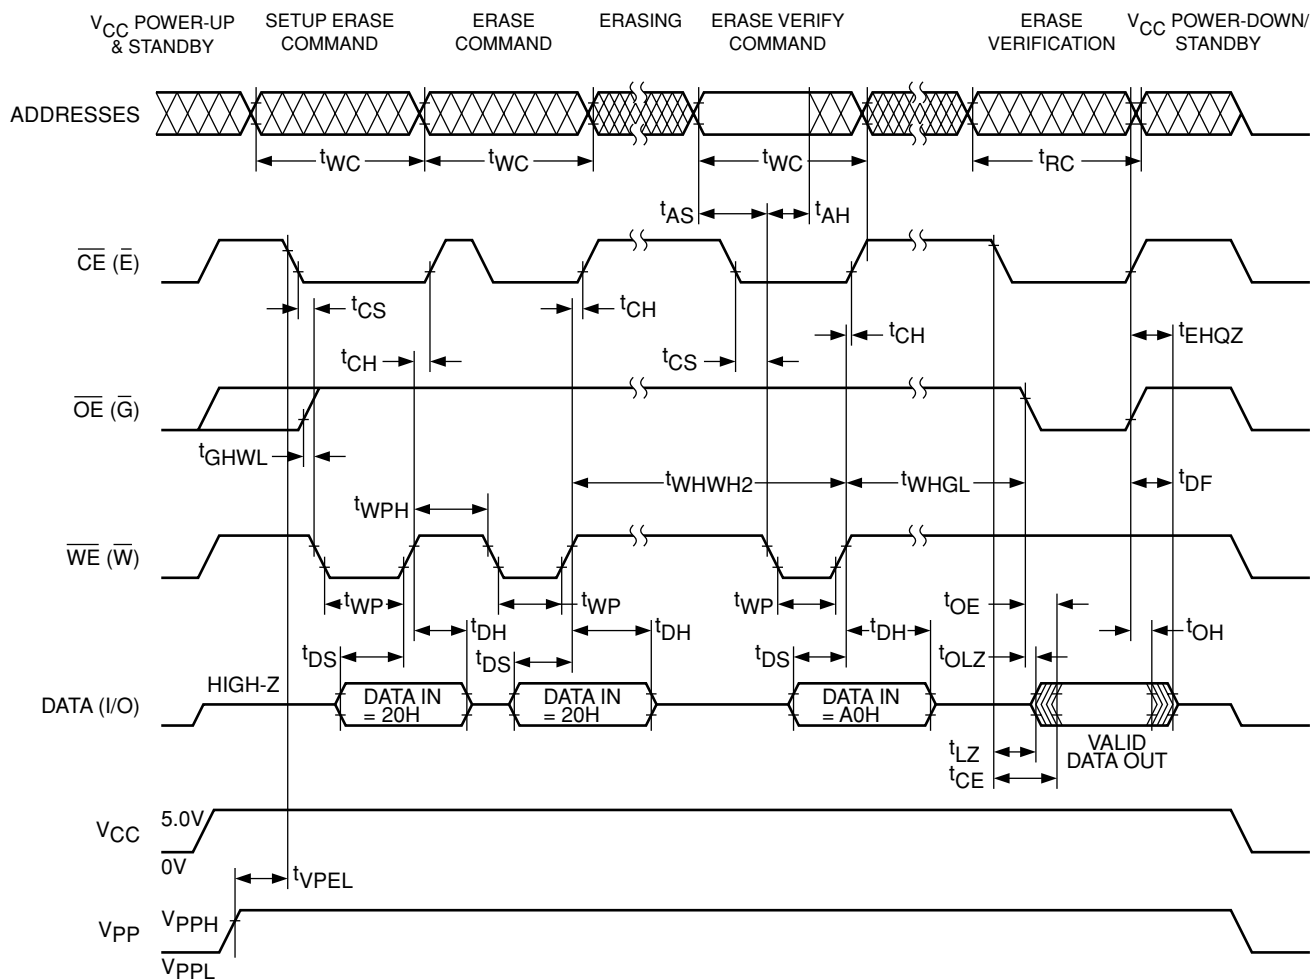 VCC POWER-UP & STANDBY
SETUP ERASE COMMAND
ERASE COMMAND
ERASING
ERASE VERIFY COMMAND
ERASE VERIFICATION
VCC POWER-DOWN/ STANDBY
ADDRESSES
tWC
tWC
tWC
tRC
tAS
tAH
CE (E)
tCS
tCH
tCH
tEHQZ
tCH
tCS
OE (G)
tGHWL
tWHWH2
tWHGL
tDF
tWPH
WE (W)
tWP
tWP
tWP
tOE
tDH
tDH
tDH
tOH
tDS
tDS
tDS
tOLZ
HIGH-Z
DATA (I/O)
DATA IN = 20H
DATA IN = 20H
DATA IN = A0H
VALID DATA OUT
tLZ
tCE
VCC
5.0V
0V
tVPEL
VPP
VPPH
VPPL